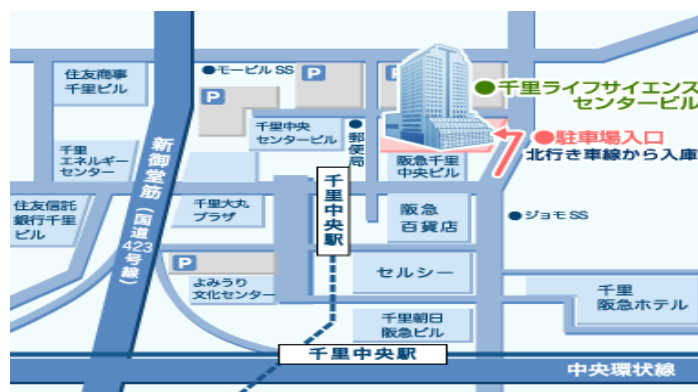 住友商事
千里ビル
モービルSS
P
P
P
千里ライフサイエンス
センタービル
千里中央
センタービル
郵便局
駐車場入口
北行き車線から入庫
千里
エネルギー
センター
新御堂筋（国道423号線）
阪急千里
中央ビル
千里中央駅
住友信託
銀行千里
ビル
千里大丸
プラザ
阪急
百貨店
ジョモSS
P
よみうり
文化センター
セルシー
千里
阪急ホテル
千里朝日
阪急ビル
千里中央駅
中央環状線